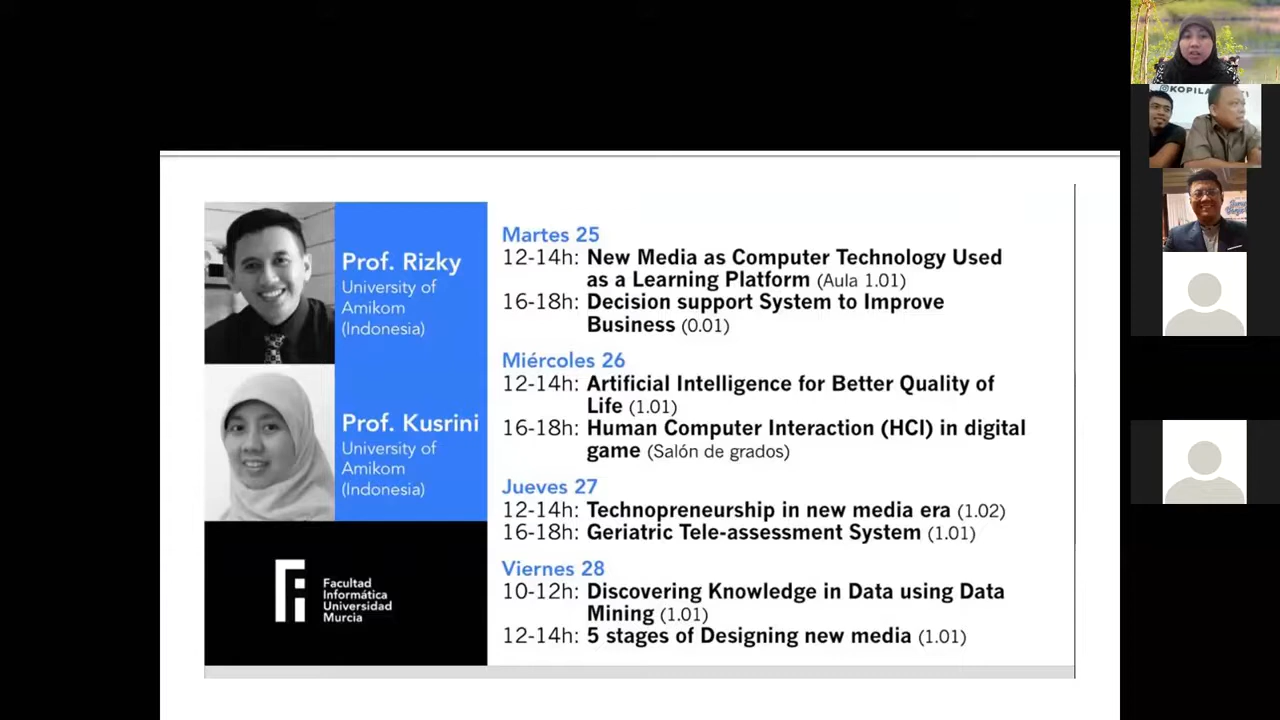 Prof. Rizky
University of
Amikom
(Indonesia)
Prof. Kusrini
University of
Amikom
(Indonesia)
Facultad
Informática
Universidad
Murcia
Martes 25
12-14h: New Media as Computer Technology Used
as a Learning Platform (Aula 1.01)
16-18h: Decision support System to Improve
Business (0.01)
Miércoles 26
12-14h: Artificial Intelligence for Better Quality of
Life (1.01)
16-18h: Human Computer Interaction (HCI) in digital
game (Salón de grados)
Jueves 27
12-14h: Technopreneurship in new media era (1.02)
16-18h: Geriatric Tele-assessment System (1.01)
Viernes 28
10-12h: Discovering Knowledge in Data using Data
Mining (1.01)
12-14h: 5 stages of Designing new media (1.01)